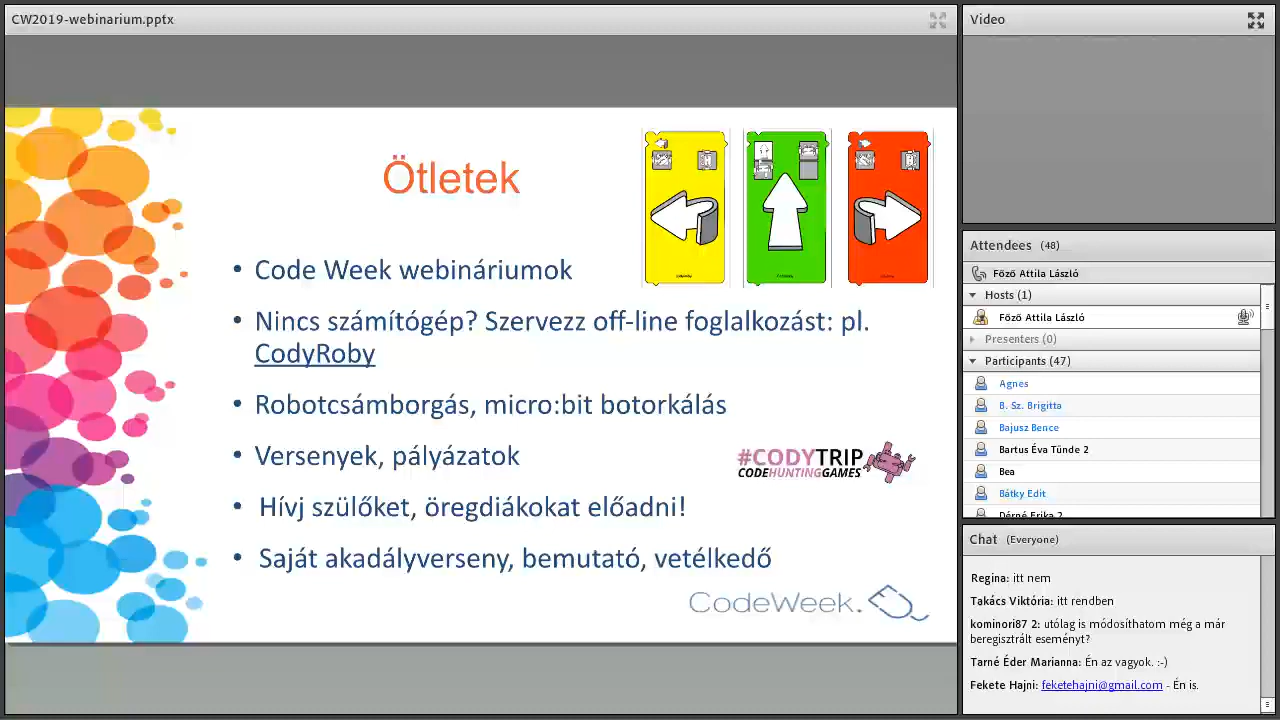 CW2019-webinarium.pptx
Ötletek
• Code Week webináriumok
• Nincs számítógép? Szervezz off-line foglalkozást: pl.
CodyRoby
• Robotcsámborgás, micro:bit botorkálás
• Versenyek, pályázatok
#CODYTRIP
CODEHUNTINGGAMES
• Hívj szülőket, öregdiákokat előadni!
• Saját akadályverseny, bemutató, vetélkedő
CodeWeek.
Video
Attendees (48)
Főző Attila László
Hosts (1)
Főző Attila László
Presenters (0)
Participants (47)
Agnes
B. Sz. Brigitta
Bajusz Bence
Bartus Éva Tünde 2
Bea
Bátky Edit
Dérné Erika 2
Chat (Everyone)
Regina: itt nem
Takács Viktória: itt rendben
kominori87 2: utólag is módosíthatom még a már
beregisztrált eseményt?
Tarné Éder Marianna: Én az vagyok. :-)
Fekete Hajni: feketehajni@gmail.com - Én is.